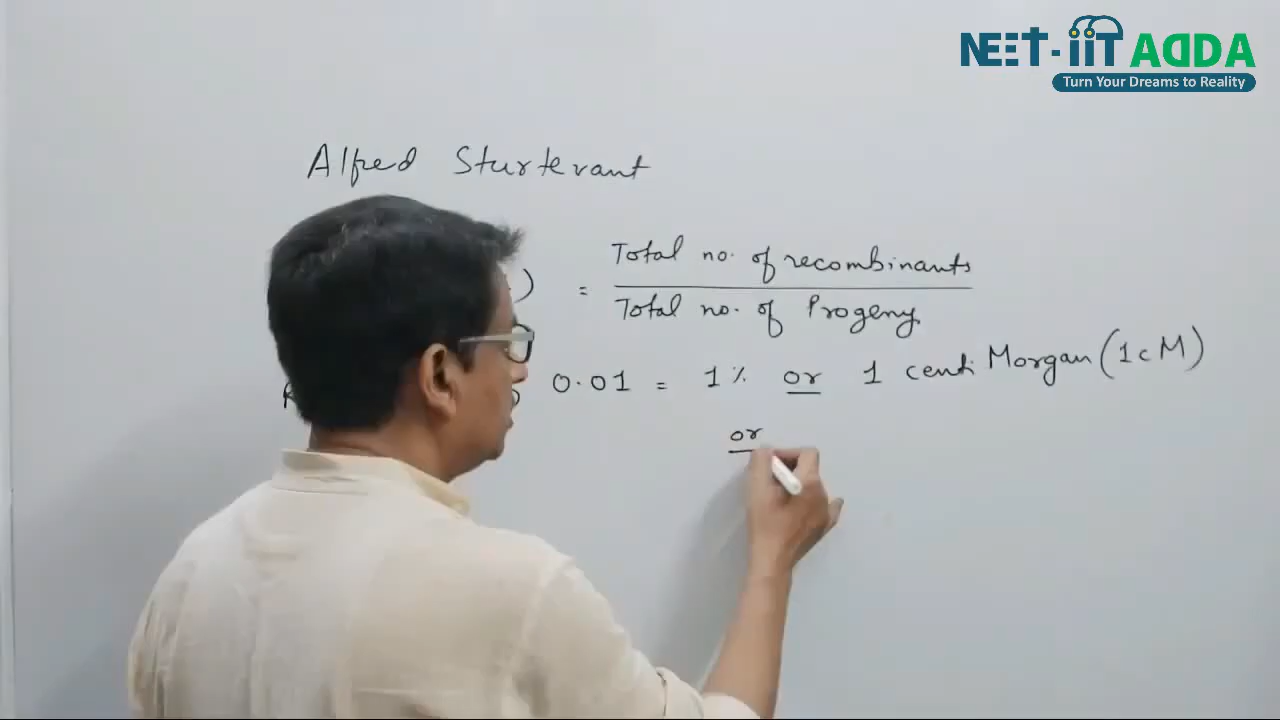 NEET-iiT ADDA
Turn Your Dreams to Reality
Alfred Sturtevant
) = Total no. of recombinants
Total no. of Progeny
0.01 = 1% or 1 centi Morgan (1cM)
or